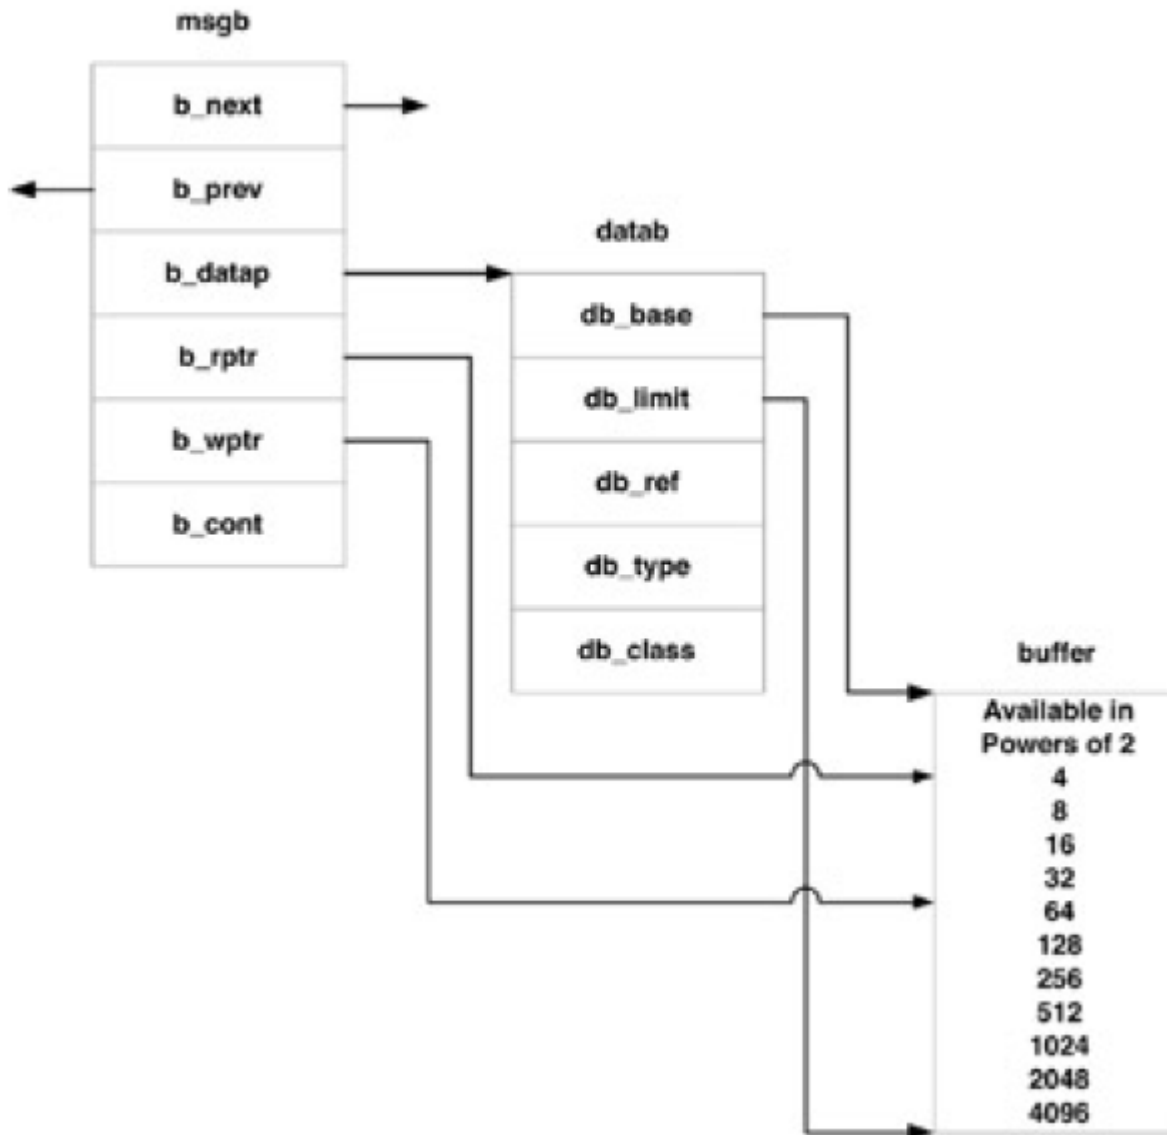 msgb
b_next
b_prev
b_datap
b_rptr
b_wptr
b_cont
datab
db_base
db_limit
db_ref
db_type
db_class
buffer
Available in
Powers of 2
4
8
16
32
64
128
256
512
1024
2048
4096